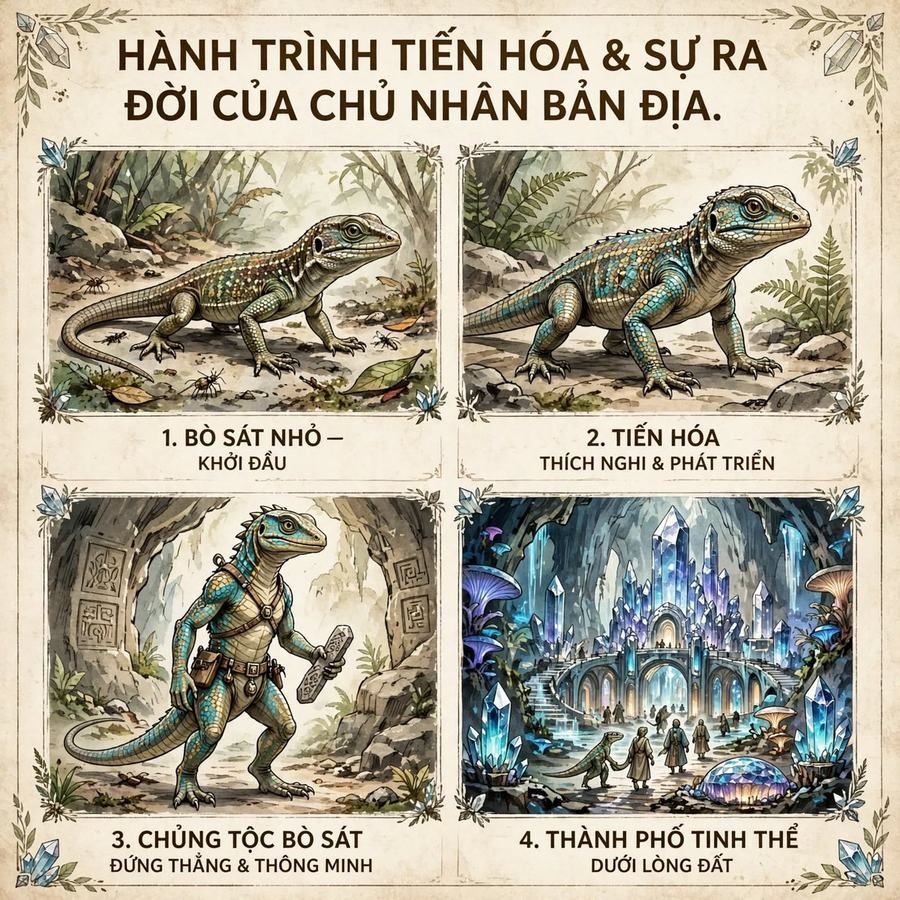 HÀNH TRÌNH TIẾN HÓA & SỰ RA
ĐỜI CỦA CHỦ NHÂN BẢN ĐỊA.
1. BÒ SÁT NHỎ –
KHỞI ĐẦU
2. TIẾN HÓA
THÍCH NGHI & PHÁT TRIỂN
3. CHỦNG TỘC BÒ SÁT
ĐỨNG THẲNG & THÔNG MINH
4. THÀNH PHỐ TINH THỂ
DƯỚI LÒNG ĐẤT